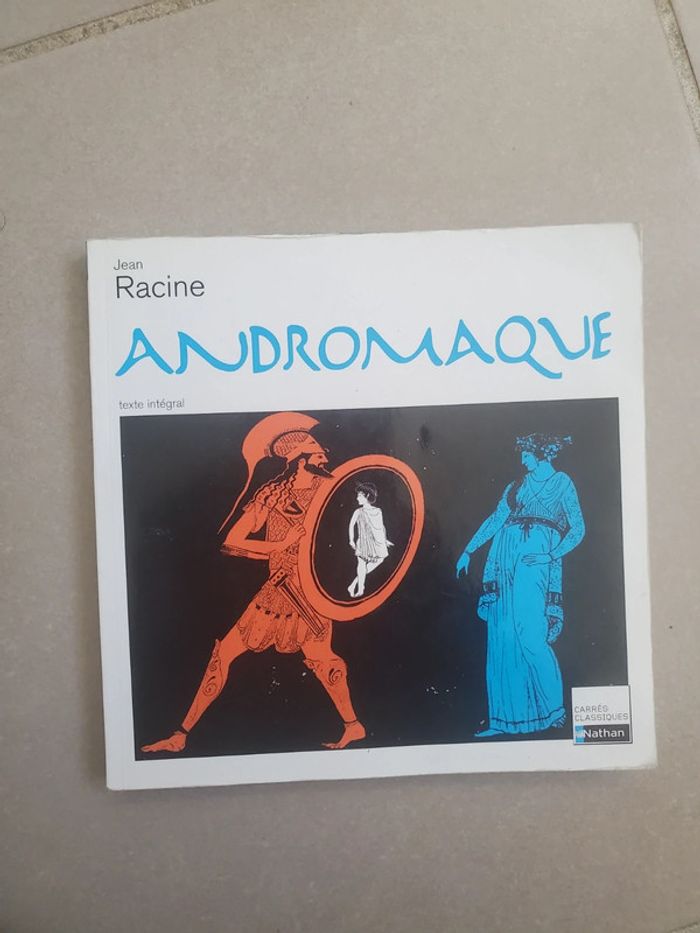 Jean
Racine
ANDROMAQUE
texte intégral
CARRÉS
CLASSIQUES
Nathan